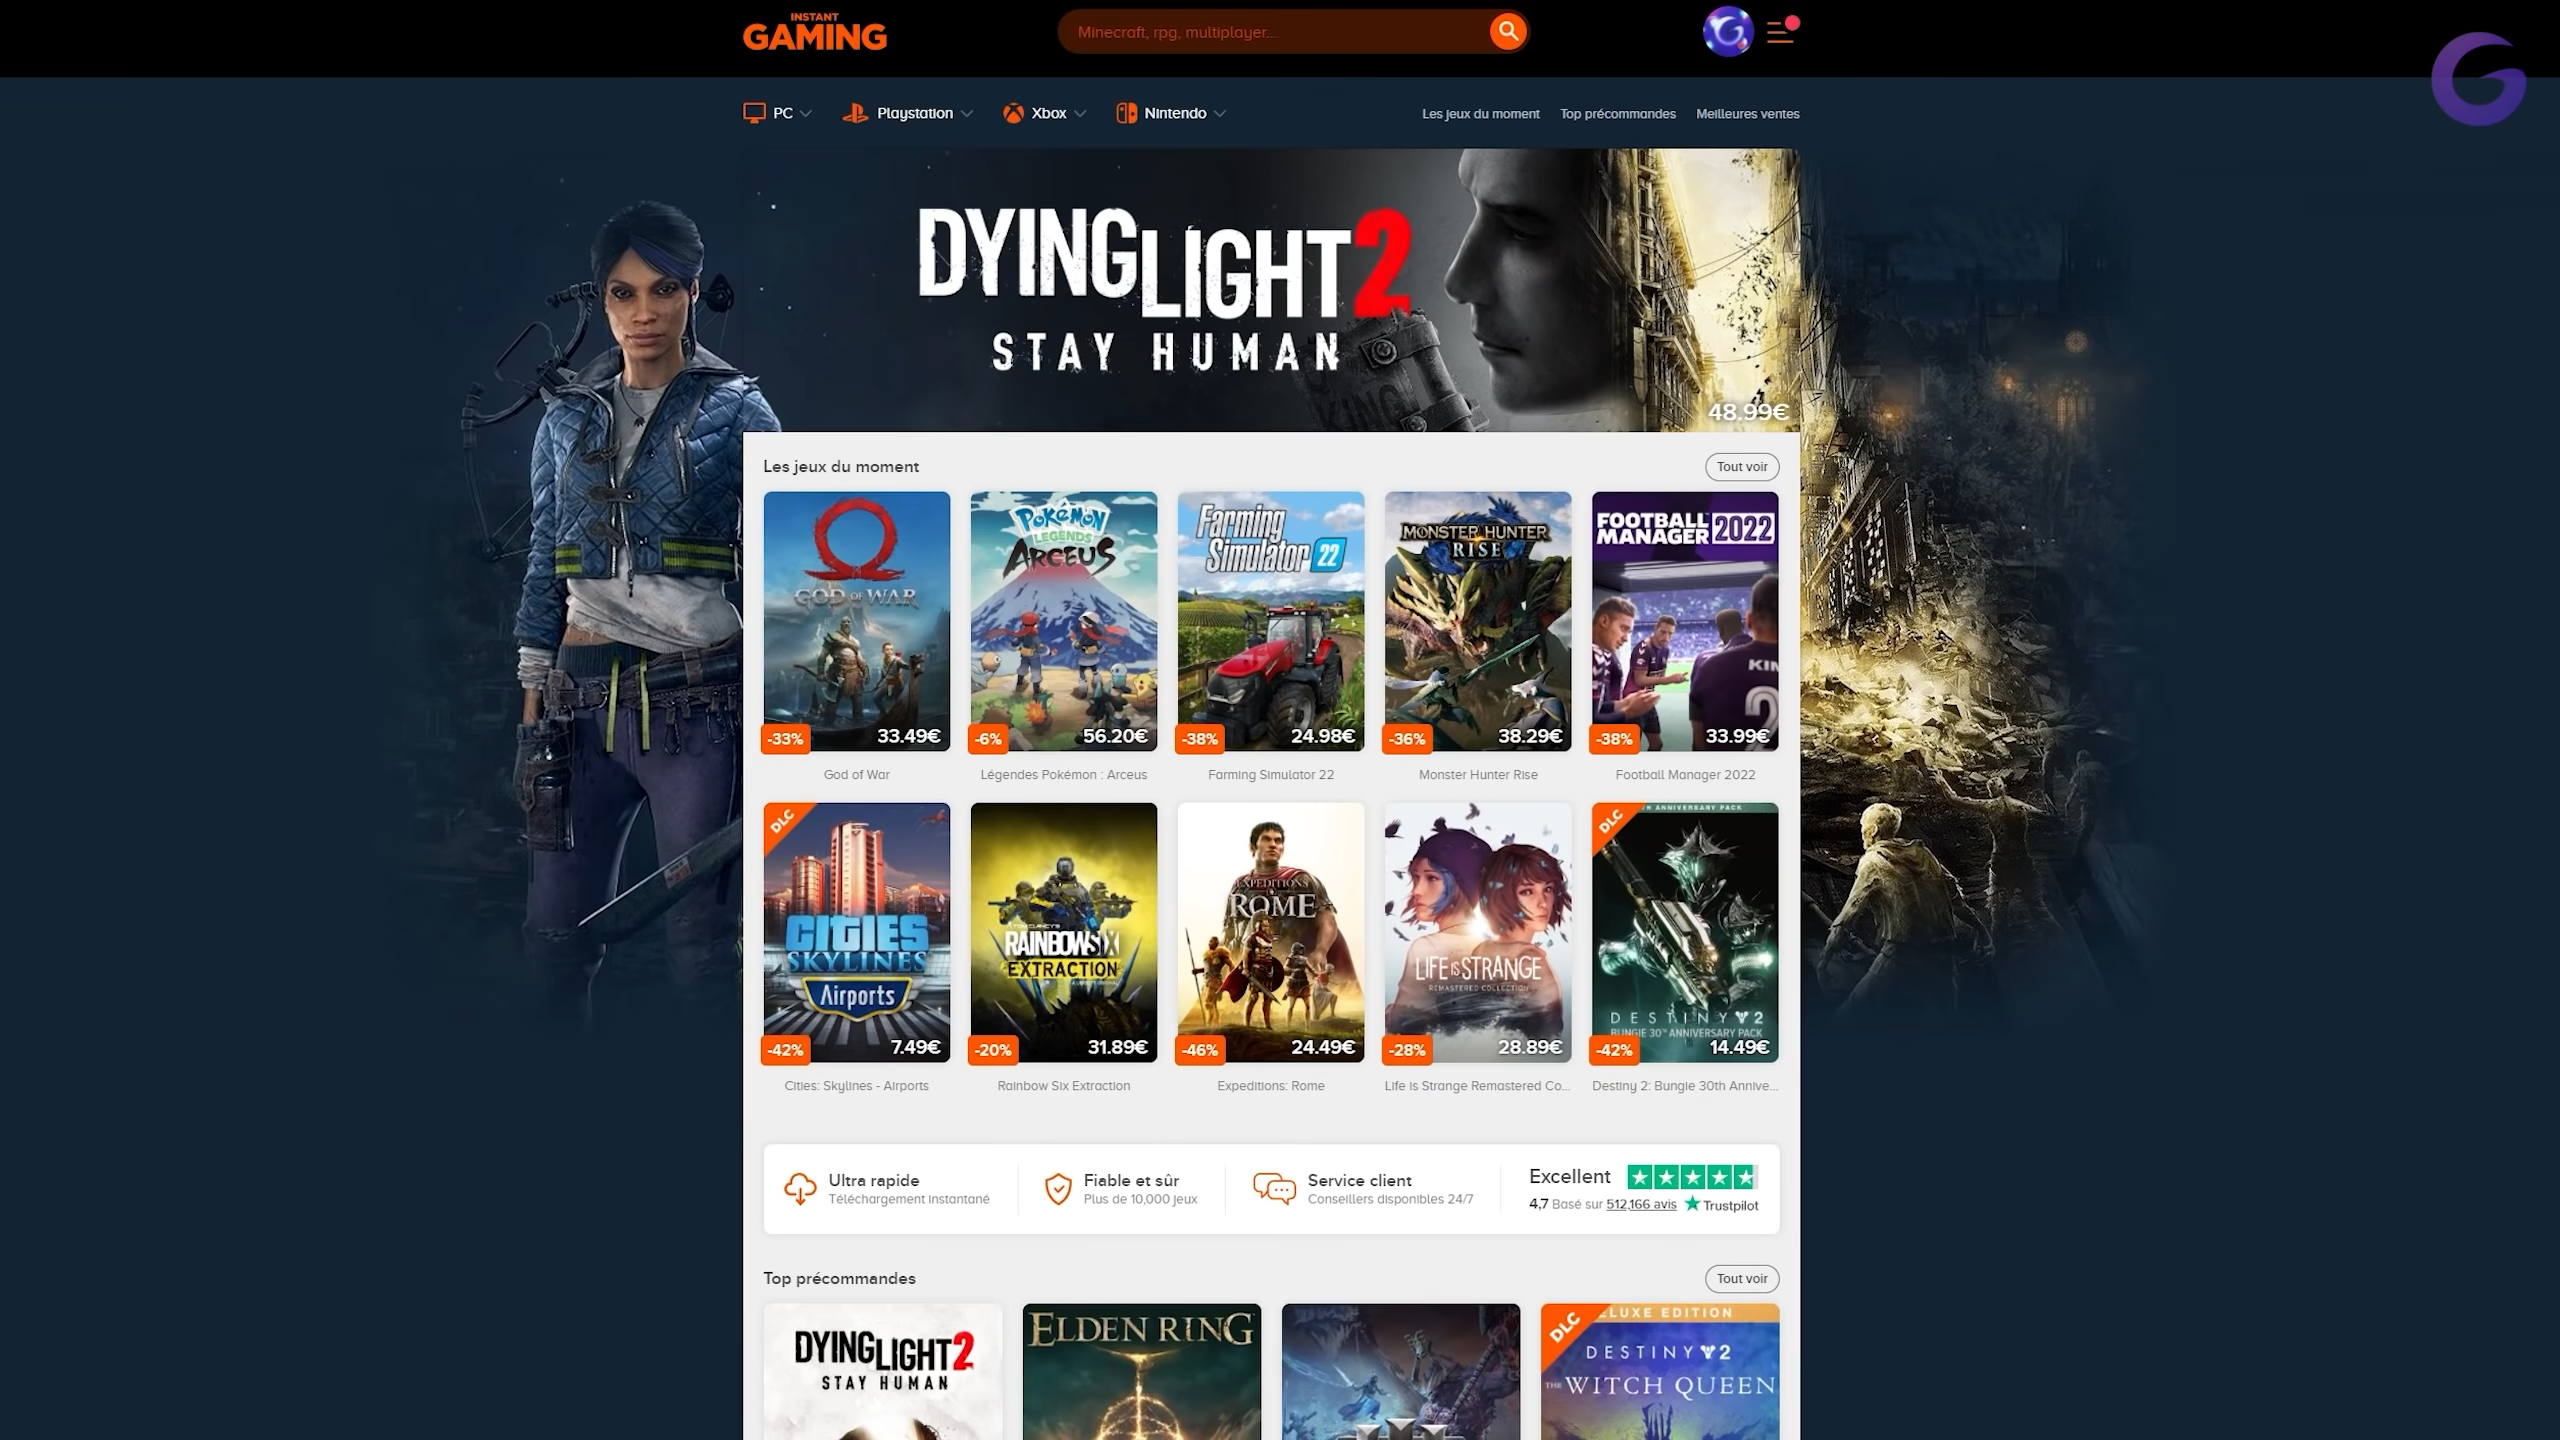 INSTANT
GAMING
Minecraft, rpg, multiplayer...
PC
Playstation
Xbox
Nintendo
Les jeux du moment
Top précommandes
Meilleures ventes
DYING LIGHT 2
STAY HUMAN
48.99€
Les jeux du moment
Tout voir
GOD OF WAR
-33%
33.49€
God of War
POKÉMON
LEGENDS
ARCEUS
-6%
56.20€
Légendes Pokémon : Arceus
Farming
Simulator 22
-38%
24.98€
Farming Simulator 22
MONSTER HUNTER
RISE
-36%
38.29€
Monster Hunter Rise
FOOTBALL
MANAGER 2022
KIN
2
-38%
33.99€
Football Manager 2022
DLC
CITIES
SKYLINES
Airports
-42%
7.49€
Cities: Skylines - Airports
RAINBOW SIX
EXTRACTION
-20%
31.89€
Rainbow Six Extraction
EXPEDITIONS
ROME
-46%
24.49€
Expeditions: Rome
LIFE IS STRANGE
REMASTERED COLLECTION
-28%
28.89€
Life is Strange Remastered Co...
DLC
TH ANNIVERSARY PACK
DESTINY 2
BUNGIE 30TH ANNIVERSARY PACK
-42%
14.49€
Destiny 2: Bungie 30th Annive...
Ultra rapide
Téléchargement instantané
Fiable et sûr
Plus de 10,000 jeux
Service client
Conseillers disponibles 24/7
Excellent
4,7 Basé sur 512,166 avis Trustpilot
Top précommandes
Tout voir
DYING LIGHT 2
STAY HUMAN
ELDEN RING
DLC
LUXE EDITION
DESTINY 2
THE WITCH QUEEN